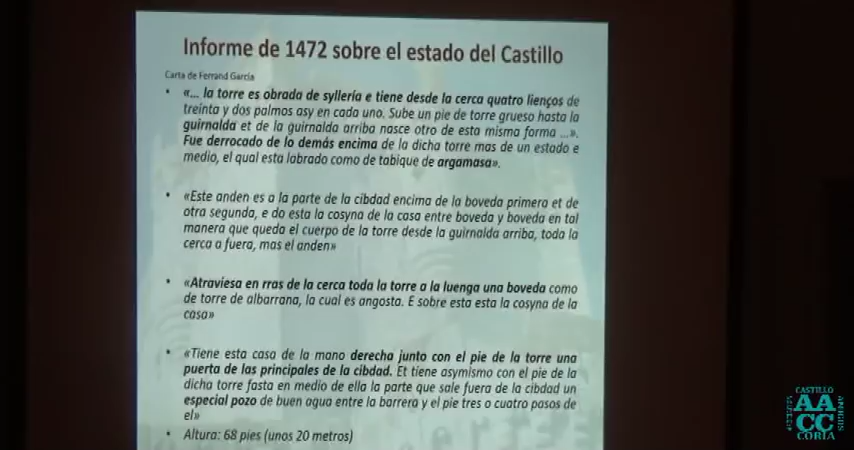 Informe de 1472 sobre el estado del Castillo
Carta de Ferrand García
• «... la torre es obrada de syllería e tiene desde la cerca quatro lienços de
treinta y dos palmos asy en cada uno. Sube un pie de torre grueso hasta la
guirnalda et de la guirnalda arriba nasce otro de esta misma forma ...».
Fue derrocado de lo demás encima de la dicha torre mas de un estado e
medio, el qual esta labrado como de tabique de argamasa».
• «Este anden es a la parte de la cibdad encima de la boveda primera et de
otra segunda, e do esta la cosyna de la casa entre boveda y boveda en tal
manera que queda el cuerpo de la torre desde la guirnalda arriba, toda la
cerca a fuera, mas el anden»
• «Atraviesa en rras de la cerca toda la torre a la luenga una boveda como
de torre de albarrana, la cual es angosta. E sobre esta esta la cosyna de la
casa»
• «Tiene esta casa de la mano derecha junto con el pie de la torre una
puerta de las principales de la cibdad. Et tiene asymismo con el pie de la
dicha torre fasta en medio de ella la parte que sale fuera de la cibdad un
especial pozo de buen agua entre la barrera y el pie tres o cuatro pasos de
el»
• Altura: 68 pies (unos 20 metros)
CASTILLO
AA
CC
CORIA
AMIGOS